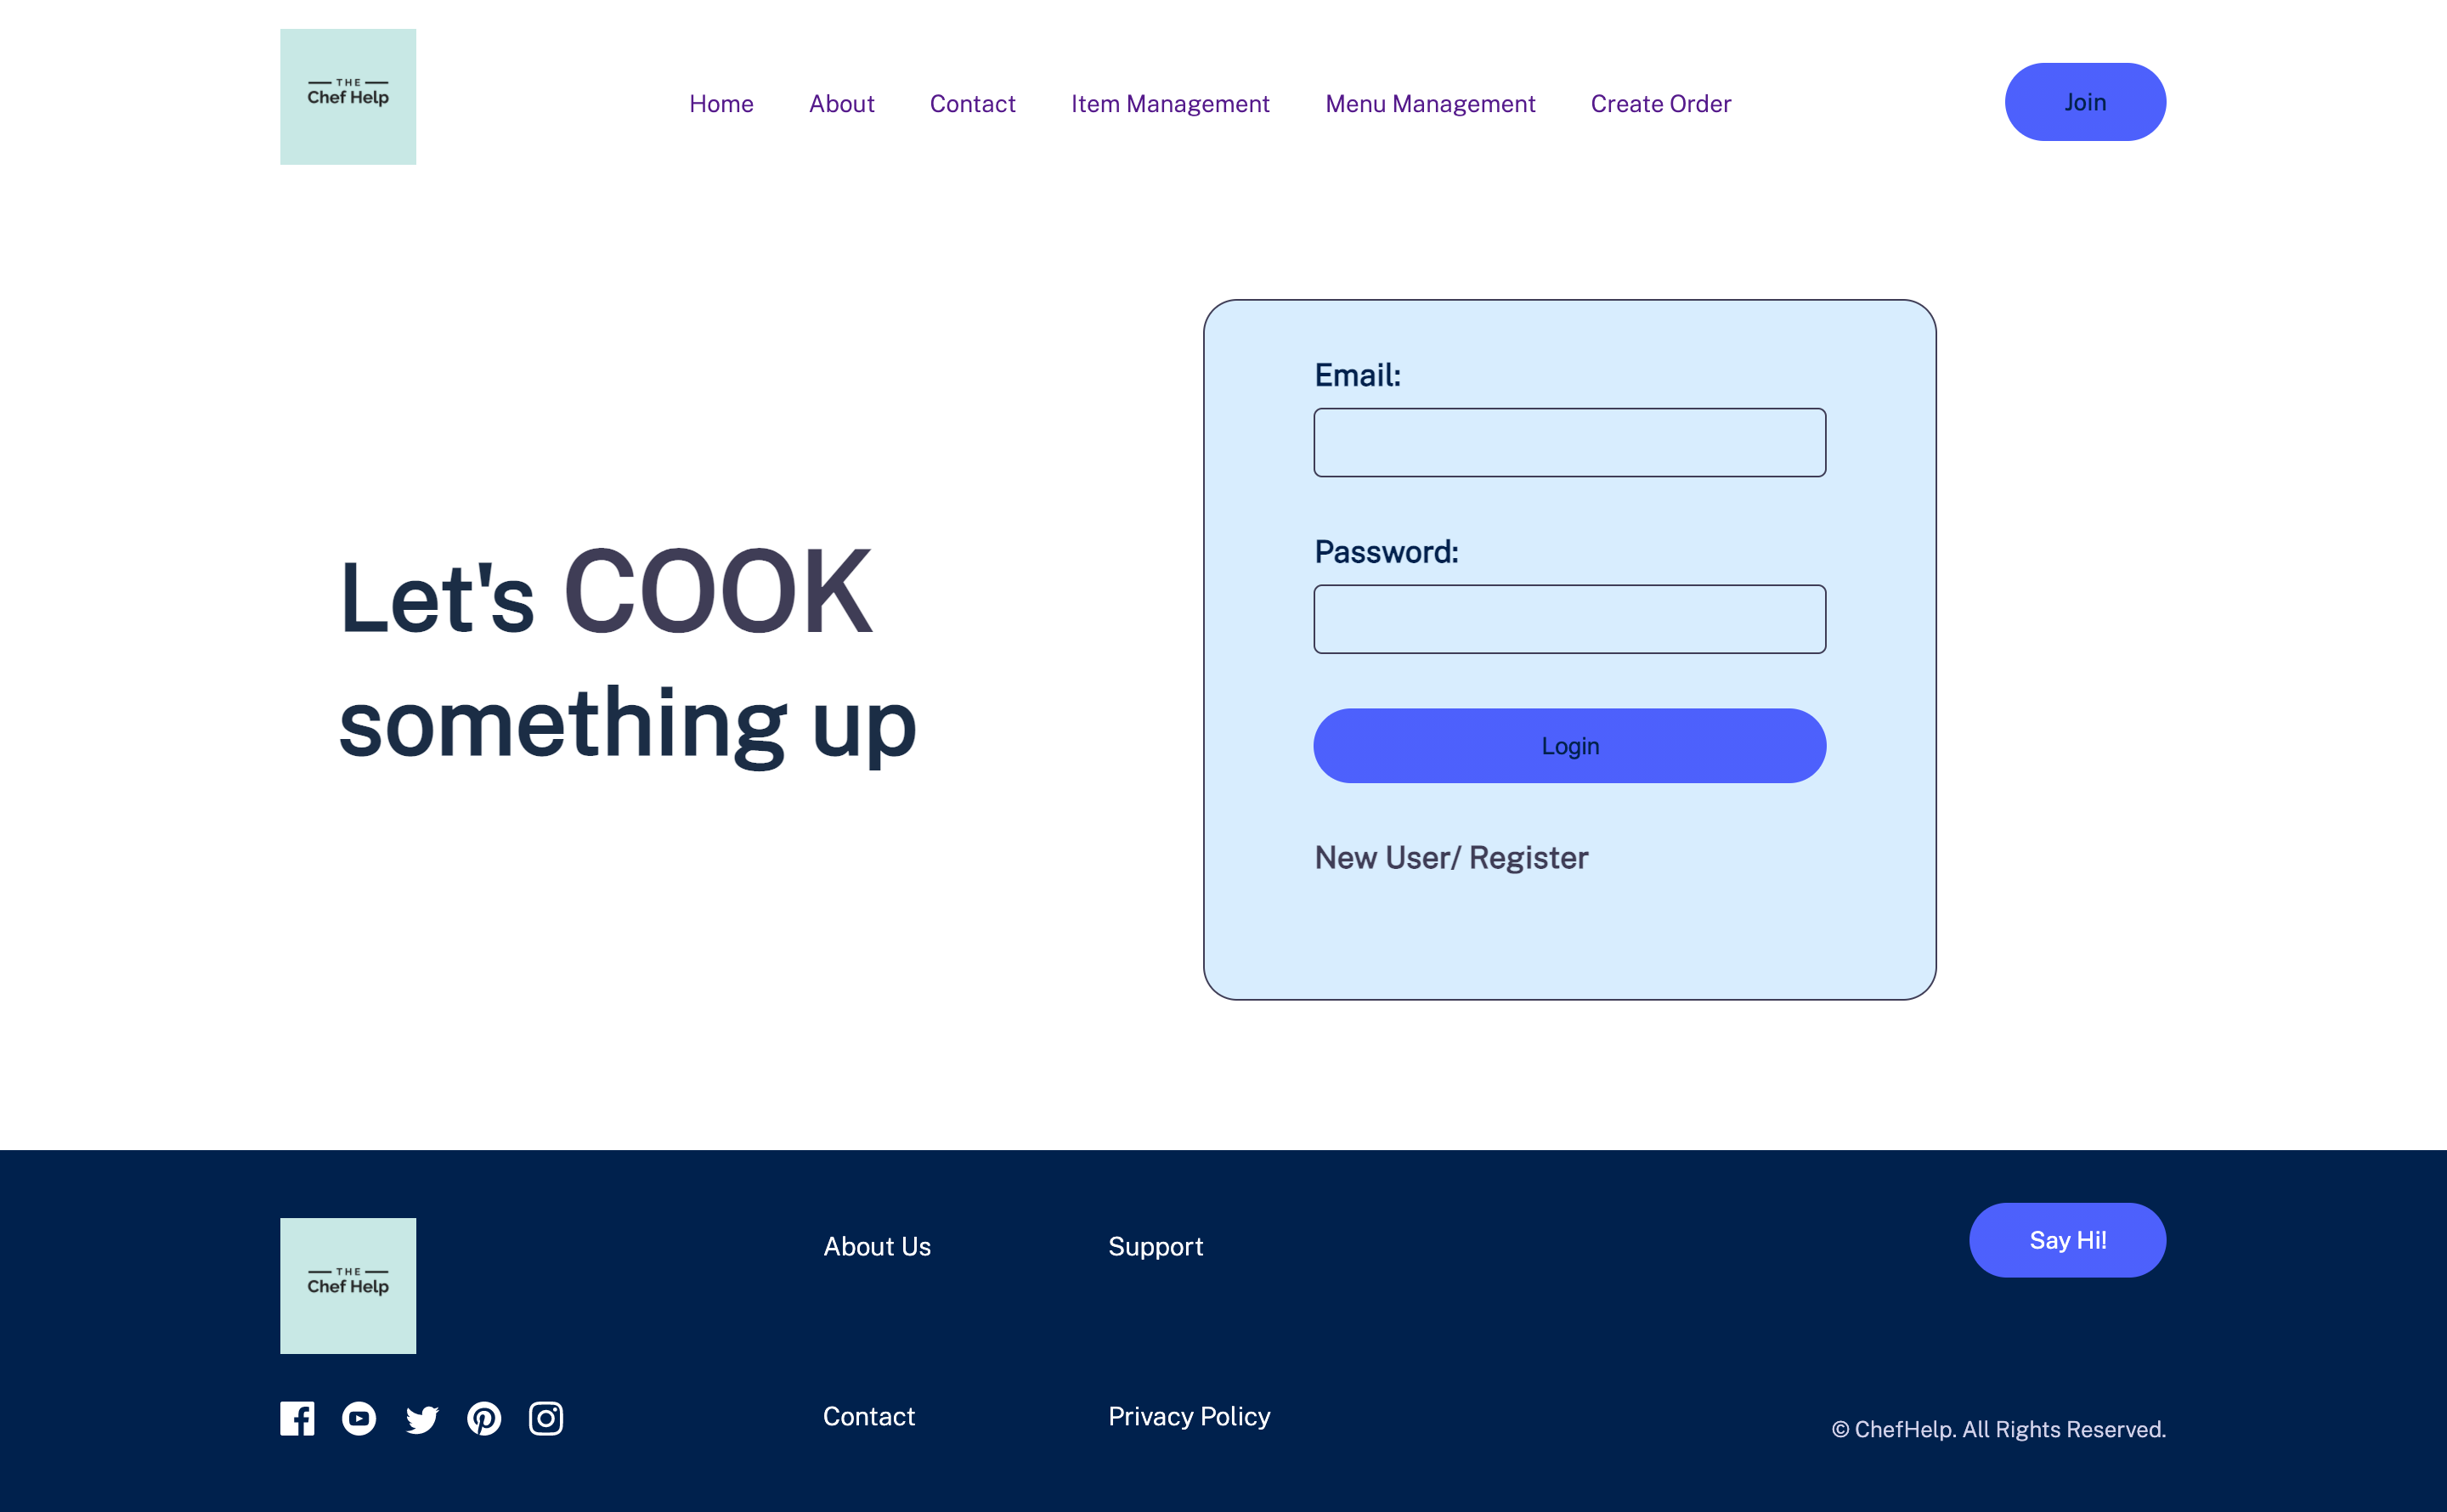 THE
Chef Help
Home About Contact Item Management Menu Management Create Order
Join
Let's COOK
something up
Email:
Password:
Login
New User/ Register
THE
Chef Help
About Us
Support
Say Hi!
Contact
Privacy Policy
© ChefHelp. All Rights Reserved.